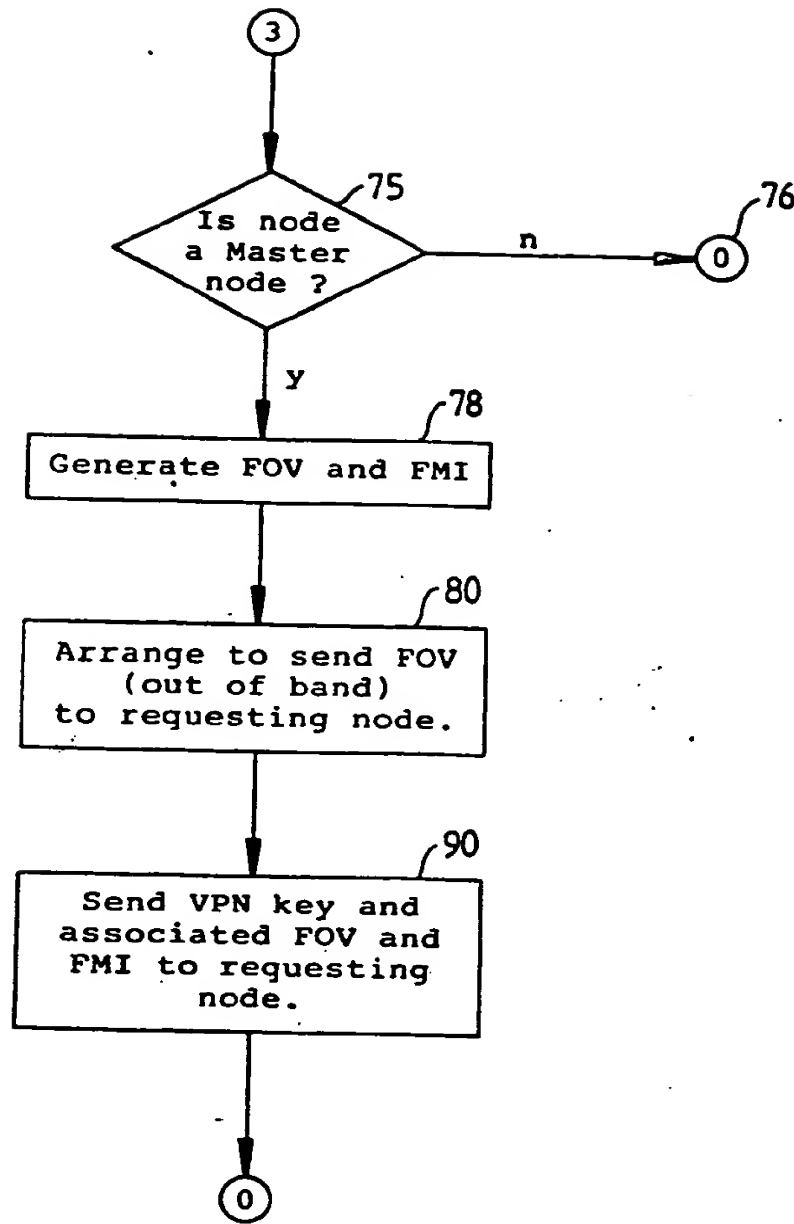 3
75
Is node
a Master
node ?
76
n
0
y
78
Generate FOV and FMI
80
Arrange to send FOV
(out of band)
to requesting node.
90
Send VPN key and
associated FOV and
FMI to requesting
node.
0